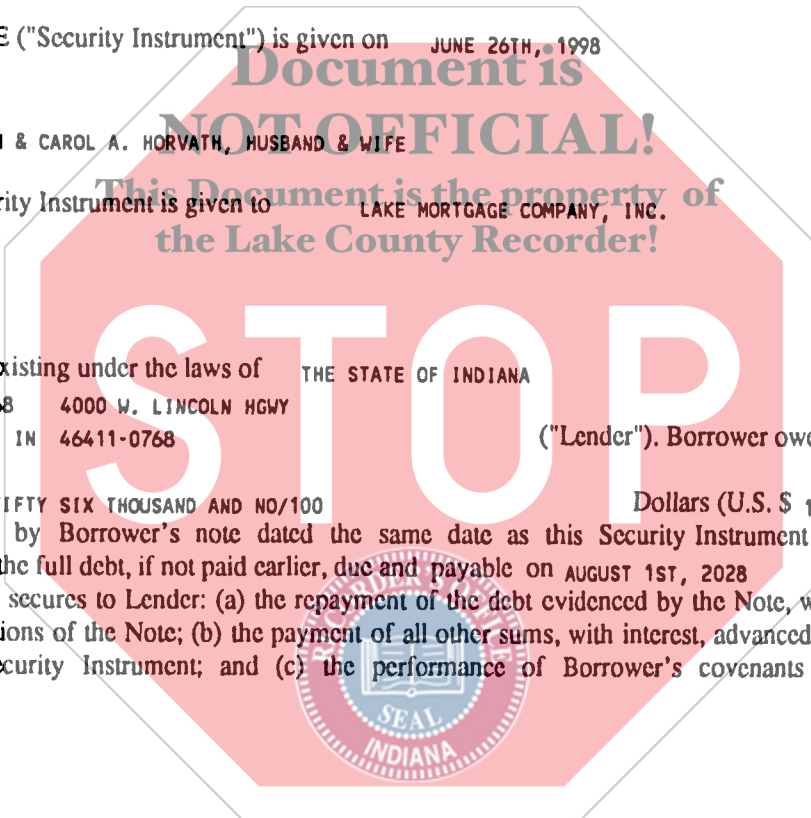 E ("Security Instrument") is given on JUNE 26TH, 1998
Document is
NOT OFFICIAL!
& CAROL A. HORVATH, HUSBAND & WIFE
This Document is the property of
rity Instrument is given to LAKE MORTGAGE COMPANY, INC.
the Lake County Recorder!
STOP
xisting under the laws of THE STATE OF INDIANA
8 4000 W. LINCOLN HGWY
IN 46411-0768 ("Lender"). Borrower owe
IFTY SIX THOUSAND AND NO/100 Dollars (U.S. $ 1
by Borrower's note dated the same date as this Security Instrument
the full debt, if not paid earlier, due and payable on AUGUST 1ST, 2028
secures to Lender: (a) the repayment of the debt evidenced by the Note, w
ions of the Note; (b) the payment of all other sums, with interest, advanced
ecurity Instrument; and (c) the performance of Borrower's covenants
SEAL
INDIANA